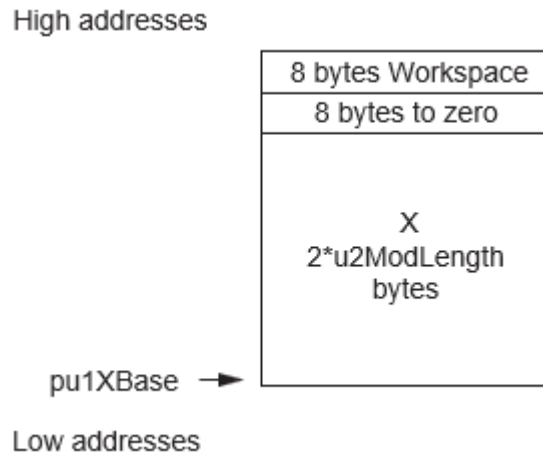 High addresses
8 bytes Workspace
8 bytes to zero
X
2*u2ModLength
bytes
pu1XBase
Low addresses